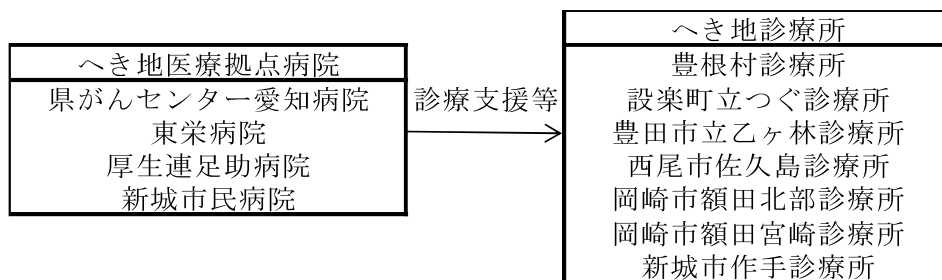 へき地医療拠点病院
県がんセンター愛知病院
東栄病院
厚生連足助病院
新城市民病院
診療支援等
へき地診療所
豊根村診療所
設楽町立つぐ診療所
豊田市立乙ヶ林診療所
西尾市佐久島診療所
岡崎市額田北部診療所
岡崎市額田宮崎診療所
新城市作手診療所